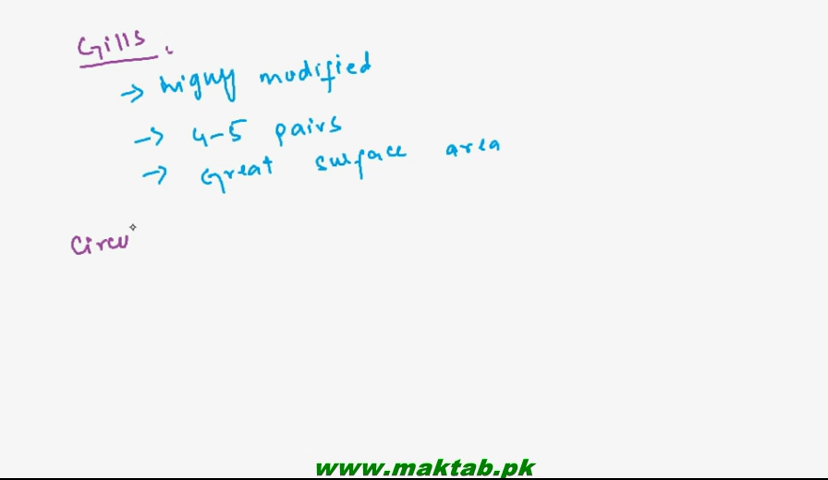 Gills.
→ highly modified
→ 4-5 pairs
→ Great surface area
Circu
www.maktab.pk